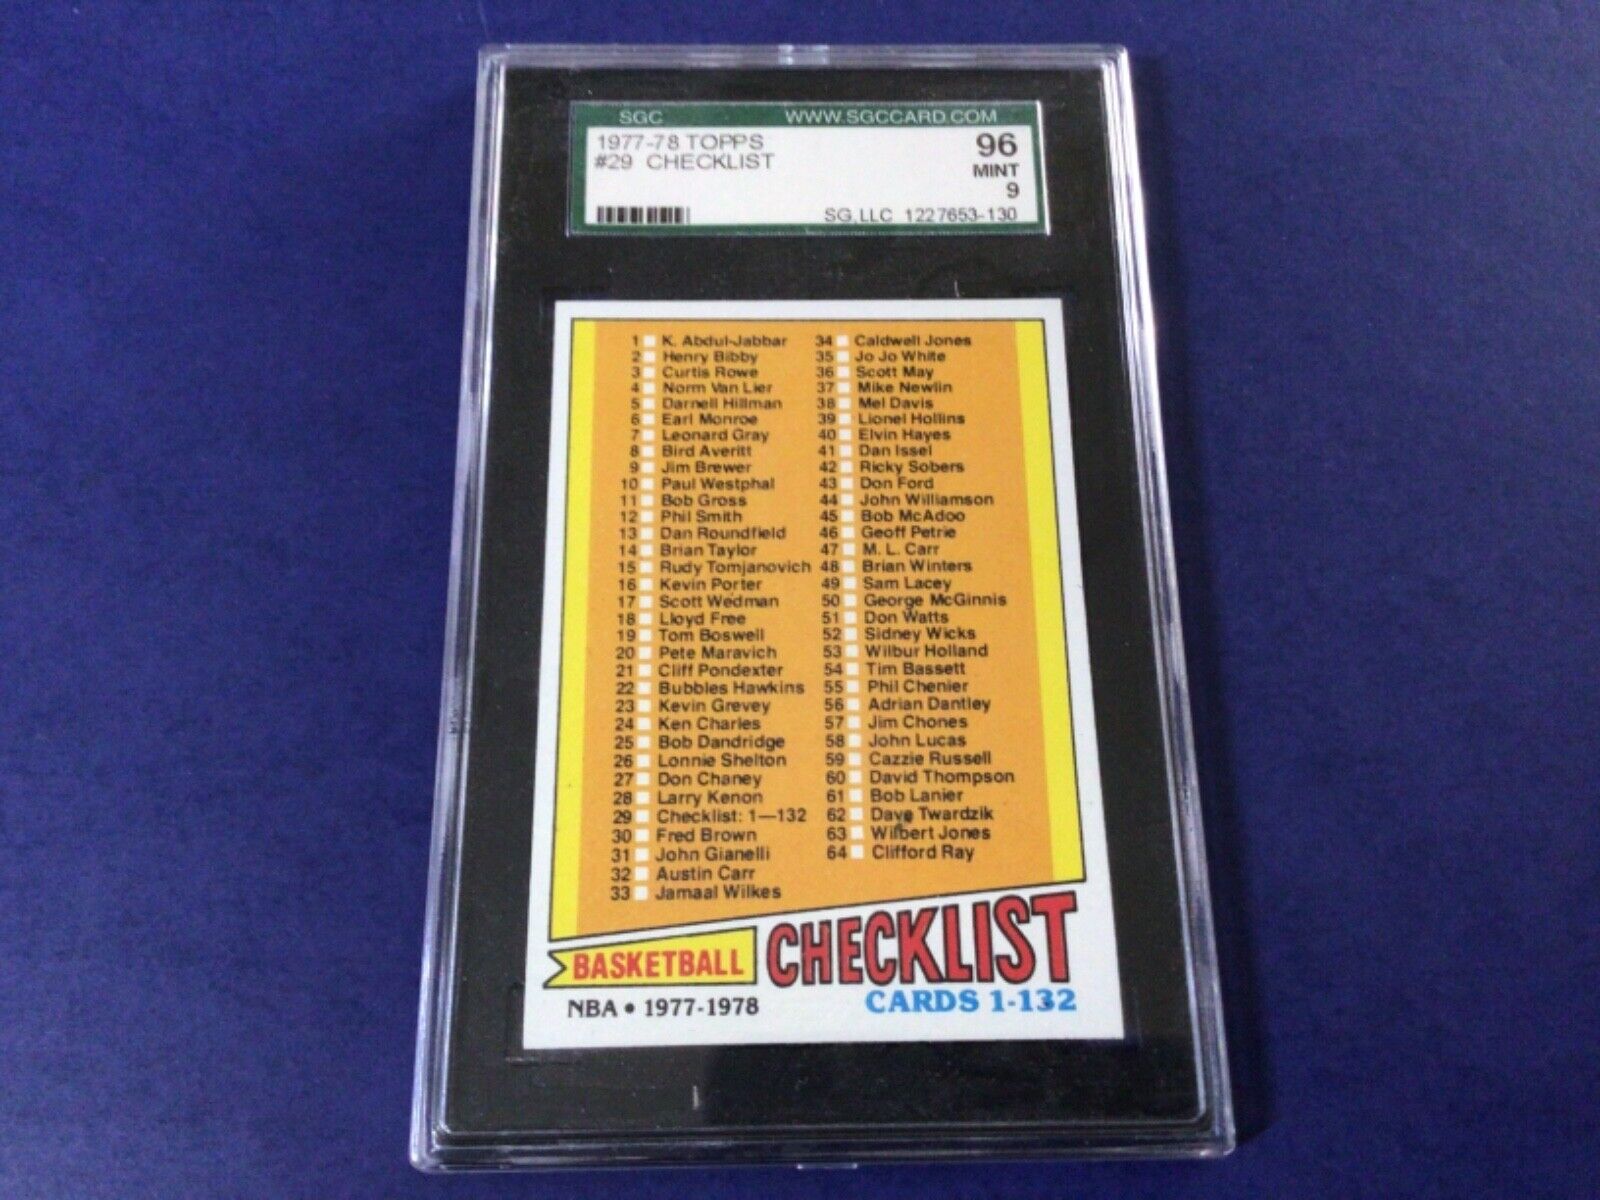 SGC WWW.SGCCARD.COM
1977-78 TOPPS 96
#29 CHECKLIST MINT
9
SG, LLC 1227653-130
1 K. Abdul-Jabbar
2 Henry Bibby
3 Curtis Rowe
4 Norm Van Lier
5 Darnell Hillman
6 Earl Monroe
7 Leonard Gray
8 Bird Averitt
9 Jim Brewer
10 Paul Westphal
11 Bob Gross
12 Phil Smith
13 Dan Roundfield
14 Brian Taylor
15 Rudy Tomjanovich
16 Kevin Porter
17 Scott Wedman
18 Lloyd Free
19 Tom Boswell
20 Pete Maravich
21 Cliff Pondexter
22 Bubbles Hawkins
23 Kevin Grevey
24 Ken Charles
25 Bob Dandridge
26 Lonnie Shelton
27 Don Chaney
28 Larry Kenon
29 Checklist: 1—132
30 Fred Brown
31 John Gianelli
32 Austin Carr
33 Jamaal Wilkes
34 Caldwell Jones
35 Jo Jo White
36 Scott May
37 Mike Newlin
38 Mel Davis
39 Lionel Hollins
40 Elvin Hayes
41 Dan Issel
42 Ricky Sobers
43 Don Ford
44 John Williamson
45 Bob McAdoo
46 Geoff Petrie
47 M. L. Carr
48 Brian Winters
49 Sam Lacey
50 George McGinnis
51 Don Watts
52 Sidney Wicks
53 Wilbur Holland
54 Tim Bassett
55 Phil Chenier
56 Adrian Dantley
57 Jim Chones
58 John Lucas
59 Cazzie Russell
60 David Thompson
61 Bob Lanier
62 Dave Twardzik
63 Wilbert Jones
64 Clifford Ray
BASKETBALL CHECKLIST
NBA • 1977-1978 CARDS 1-132